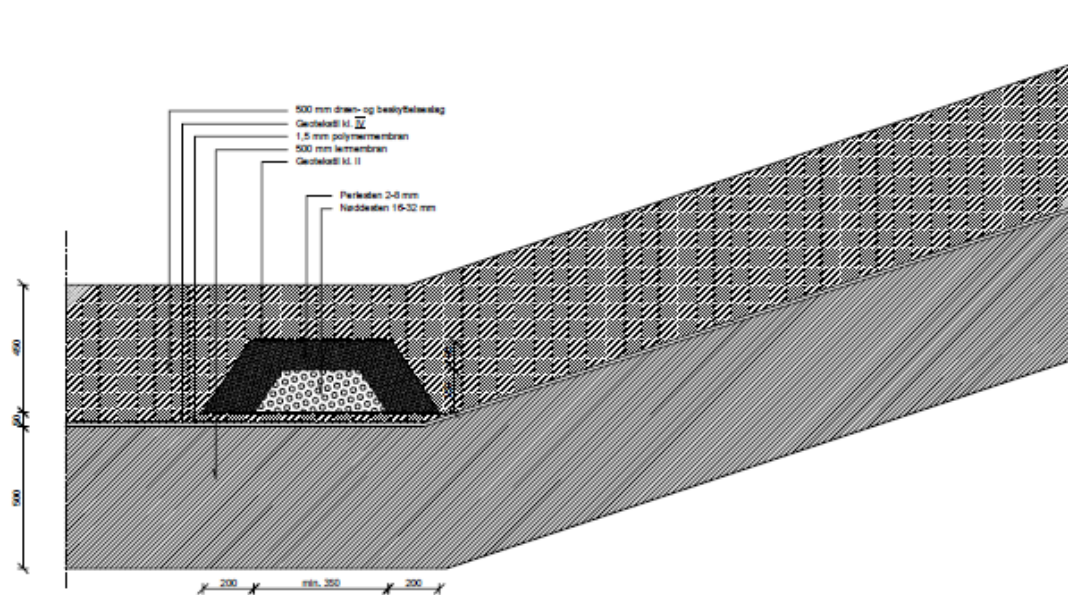 500 mm dræn- og beskyttelseslag
Geotekstil kl. IV
1,5 mm polymermembran
500 mm lermembran
Geotekstil kl. II
Perlesten 2-8 mm
Nøddesten 16-32 mm
450
50
500
200
min. 350
200